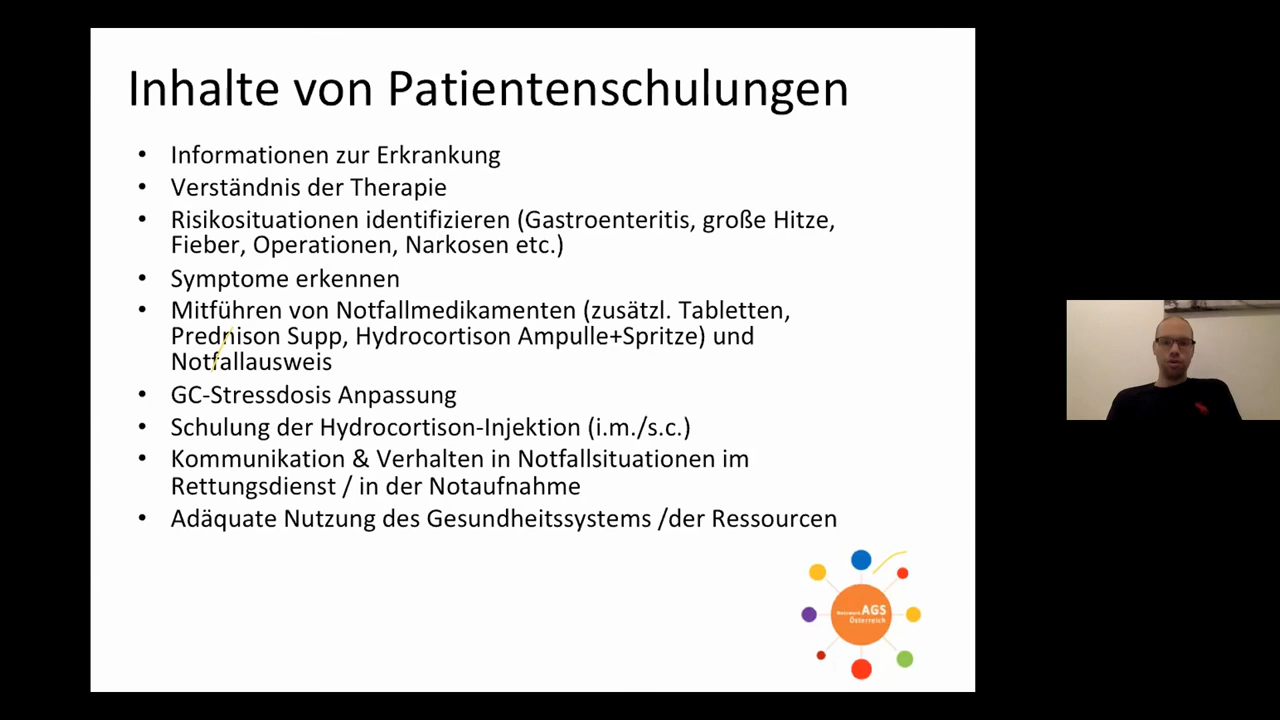 Inhalte von Patientenschulungen
• Informationen zur Erkrankung
• Verständnis der Therapie
• Risikosituationen identifizieren (Gastroenteritis, große Hitze,
Fieber, Operationen, Narkosen etc.)
• Symptome erkennen
• Mitführen von Notfallmedikamenten (zusätzl. Tabletten,
Prednison Supp, Hydrocortison Ampulle+Spritze) und
Notfallausweis
• GC-Stressdosis Anpassung
• Schulung der Hydrocortison-Injektion (i.m./s.c.)
• Kommunikation & Verhalten in Notfallsituationen im
Rettungsdienst / in der Notaufnahme
• Adäquate Nutzung des Gesundheitssystems /der Ressourcen
Netzwerk AGS
Österreich